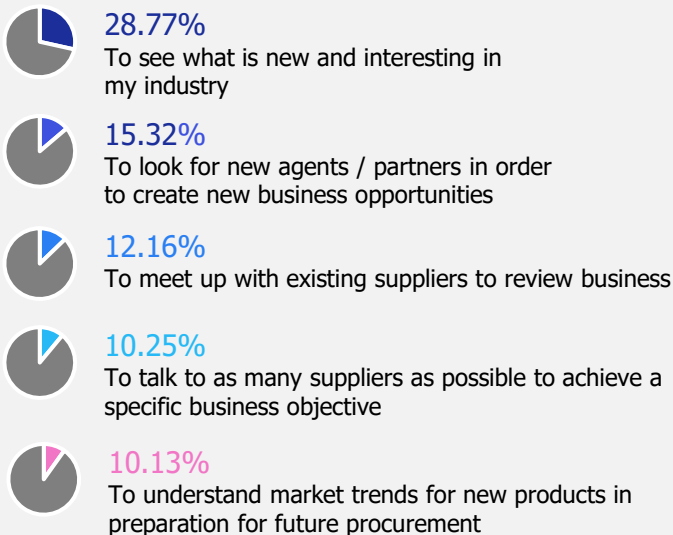 28.77%
To see what is new and interesting in
my industry
15.32%
To look for new agents / partners in order
to create new business opportunities
12.16%
To meet up with existing suppliers to review business
10.25%
To talk to as many suppliers as possible to achieve a
specific business objective
10.13%
To understand market trends for new products in
preparation for future procurement